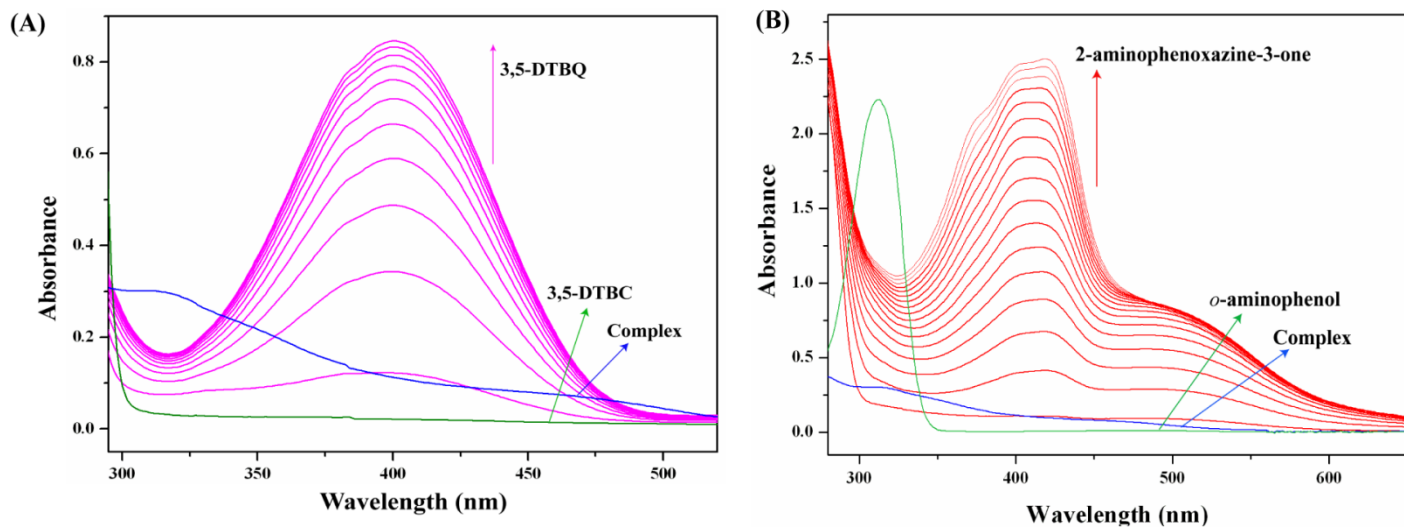 (A)
0.8
0.6
0.4
0.2
0.0
Absorbance
3,5-DTBQ
3,5-DTBC
Complex
300 350 400 450 500
Wavelength (nm)
(B)
2.5
2.0
1.5
1.0
0.5
0.0
Absorbance
2-aminophenoxazine-3-one
o-aminophenol
Complex
300 400 500 600
Wavelength (nm)